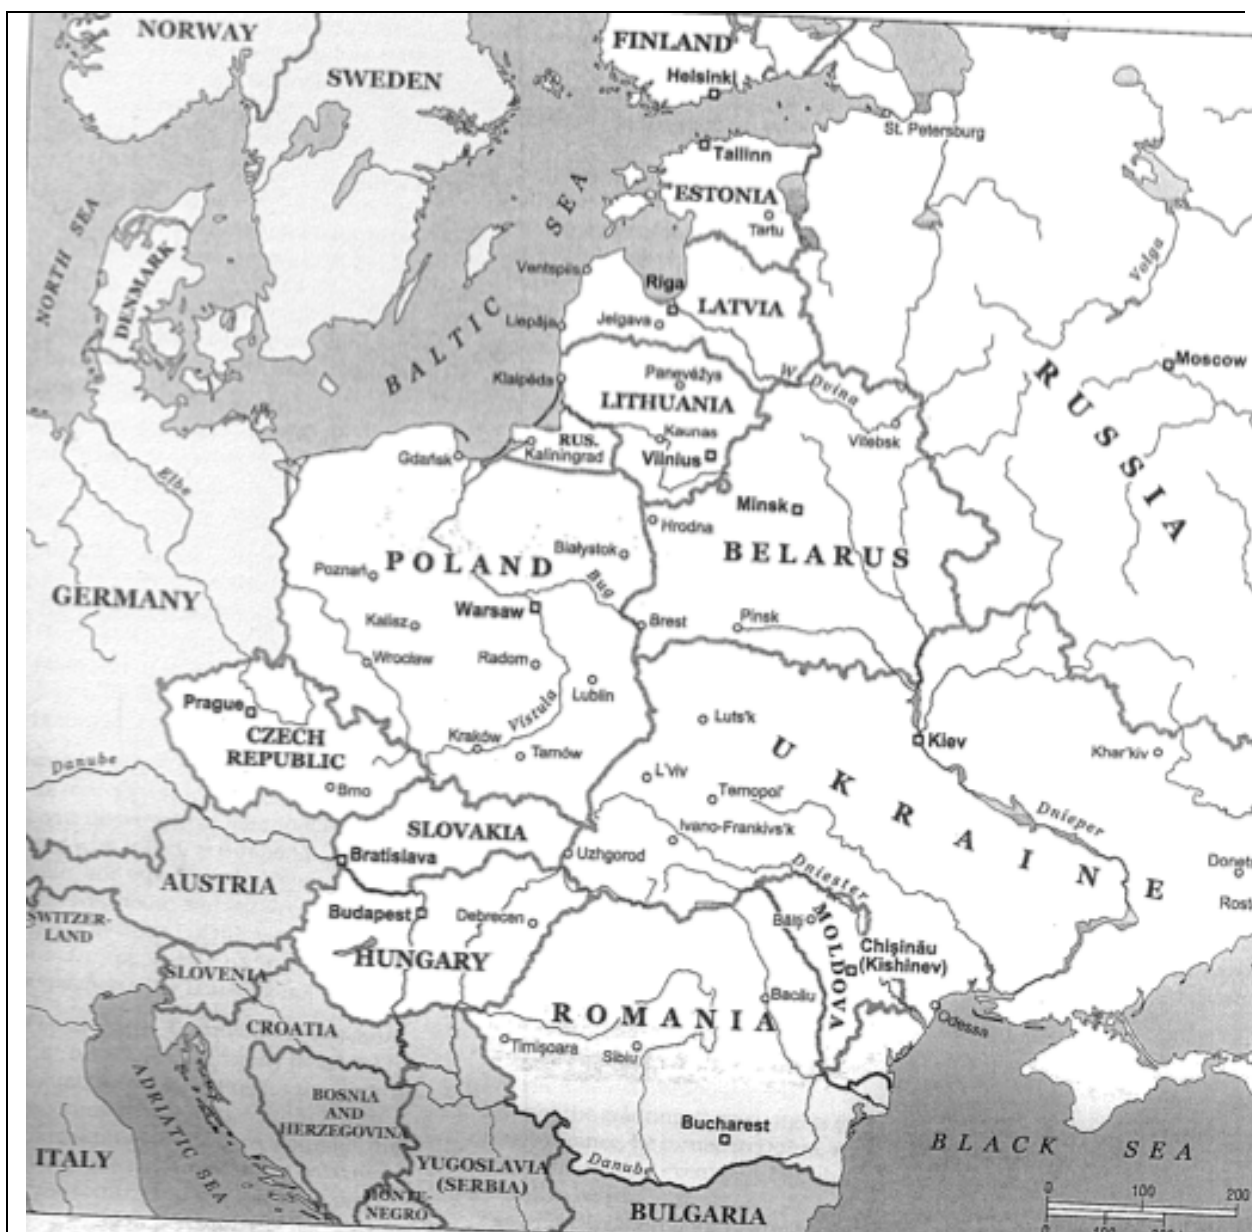 NORWAY
SWEDEN
FINLAND
Helsinki
St. Petersburg
Tallinn
ESTONIA
Tartu
NORTH SEA
DENMARK
BALTIC SEA
Ventspils
Riga
LATVIA
Liepāja
Jelgava
Volga
Moscow
RUSSIA
Klaipėda
Panevėžys
W. Dvina
LITHUANIA
Kaunas
Vilnius
Vitebsk
RUS.
Kaliningrad
Gdańsk
Elbe
Minsk
Hrodna
BELARUS
Białystok
POLAND
Poznań
Bug
GERMANY
Warsaw
Kalisz
Brest
Pinsk
Wrocław
Radom
Lublin
Prague
Vistula
CZECH
REPUBLIC
Kraków
Tarnów
Luts'k
UKRAINE
Kiev
Khar'kiv
Danube
Brno
L'viv
Ternopol'
Dnieper
SLOVAKIA
Ivano-Frankivs'k
Bratislava
Uzhgorod
Dniester
Donets
AUSTRIA
Rost
SWITZER-
LAND
Budapest
Debrecen
Bălți
MOLDOVA
HUNGARY
Chişinău
(Kishinev)
SLOVENIA
Bacău
CROATIA
ROMANIA
Odessa
Timişoara
Sibiu
ADRIATIC SEA
BOSNIA
AND
HERZEGOVINA
Bucharest
BLACK SEA
ITALY
Danube
YUGOSLAVIA
(SERBIA)
MONTE-
NEGRO
BULGARIA
0 100 200
0 100